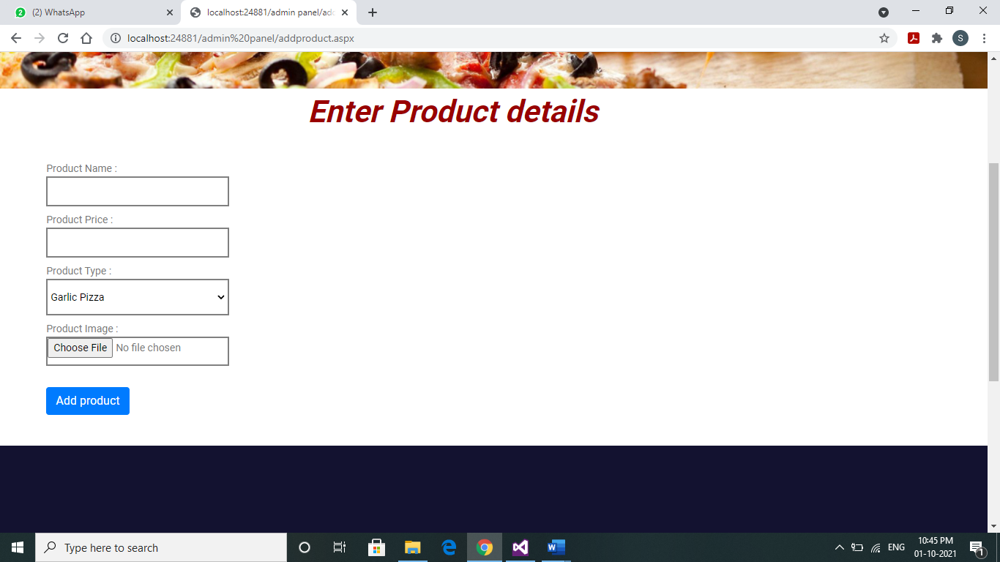 2 (2) WhatsApp
localhost:24881/admin panel/add
localhost:24881/admin%20panel/addproduct.aspx
S
Enter Product details
Product Name :
Product Price :
Product Type :
Garlic Pizza
Product Image :
Choose File No file chosen
Add product
Type here to search
ENG
10:45 PM
01-10-2021
1